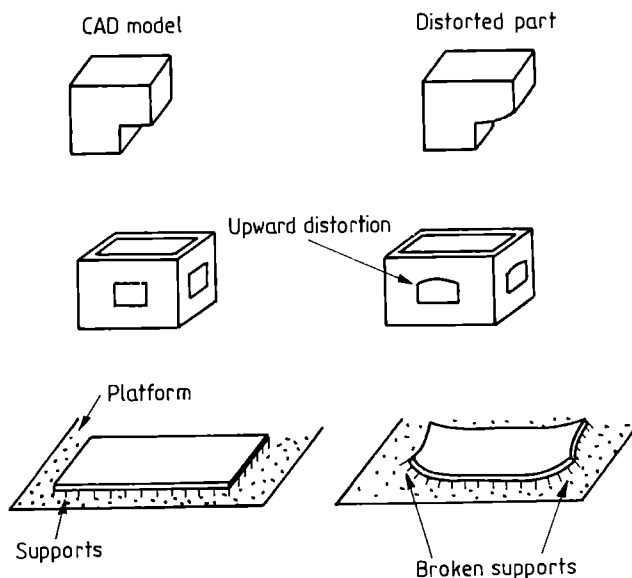 CAD model
Distorted part
Upward distortion
Platform
Supports
Broken supports